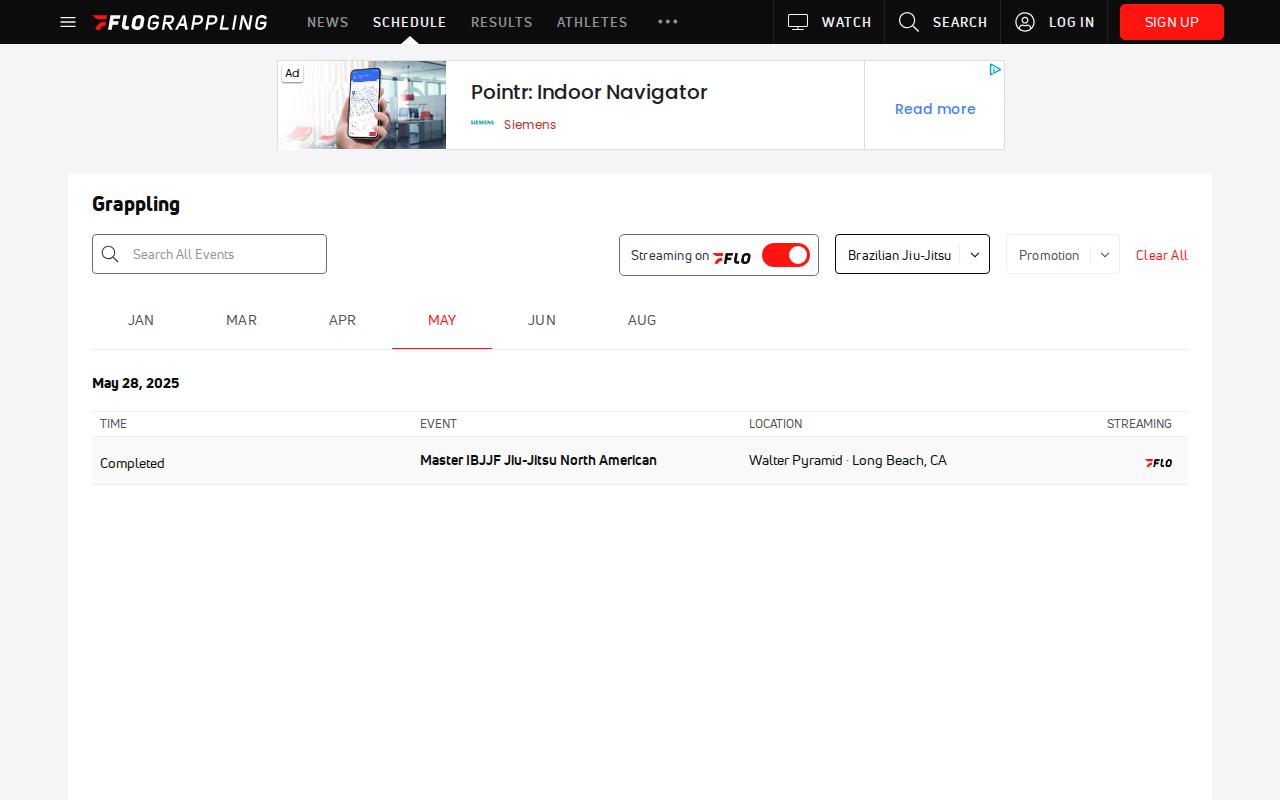 FLOGRAPPLING NEWS SCHEDULE RESULTS ATHLETES WATCH SEARCH LOG IN SIGN UP
Ad
Pointr: Indoor Navigator
SIEMENS Siemens
Read more
Grappling
Search All Events
Streaming on FLO
Brazilian Jiu-Jitsu
Promotion
Clear All
JAN MAR APR MAY JUN AUG
May 28, 2025
TIME EVENT LOCATION STREAMING
Completed Master IBJJF Jiu-Jitsu North American Walter Pyramid · Long Beach, CA FLO